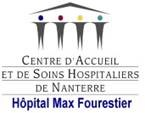 CENTRE D'ACCUEIL
ET DE SOINS HOSPITALIERS
DE NANTERRE
Hôpital Max Fourestier